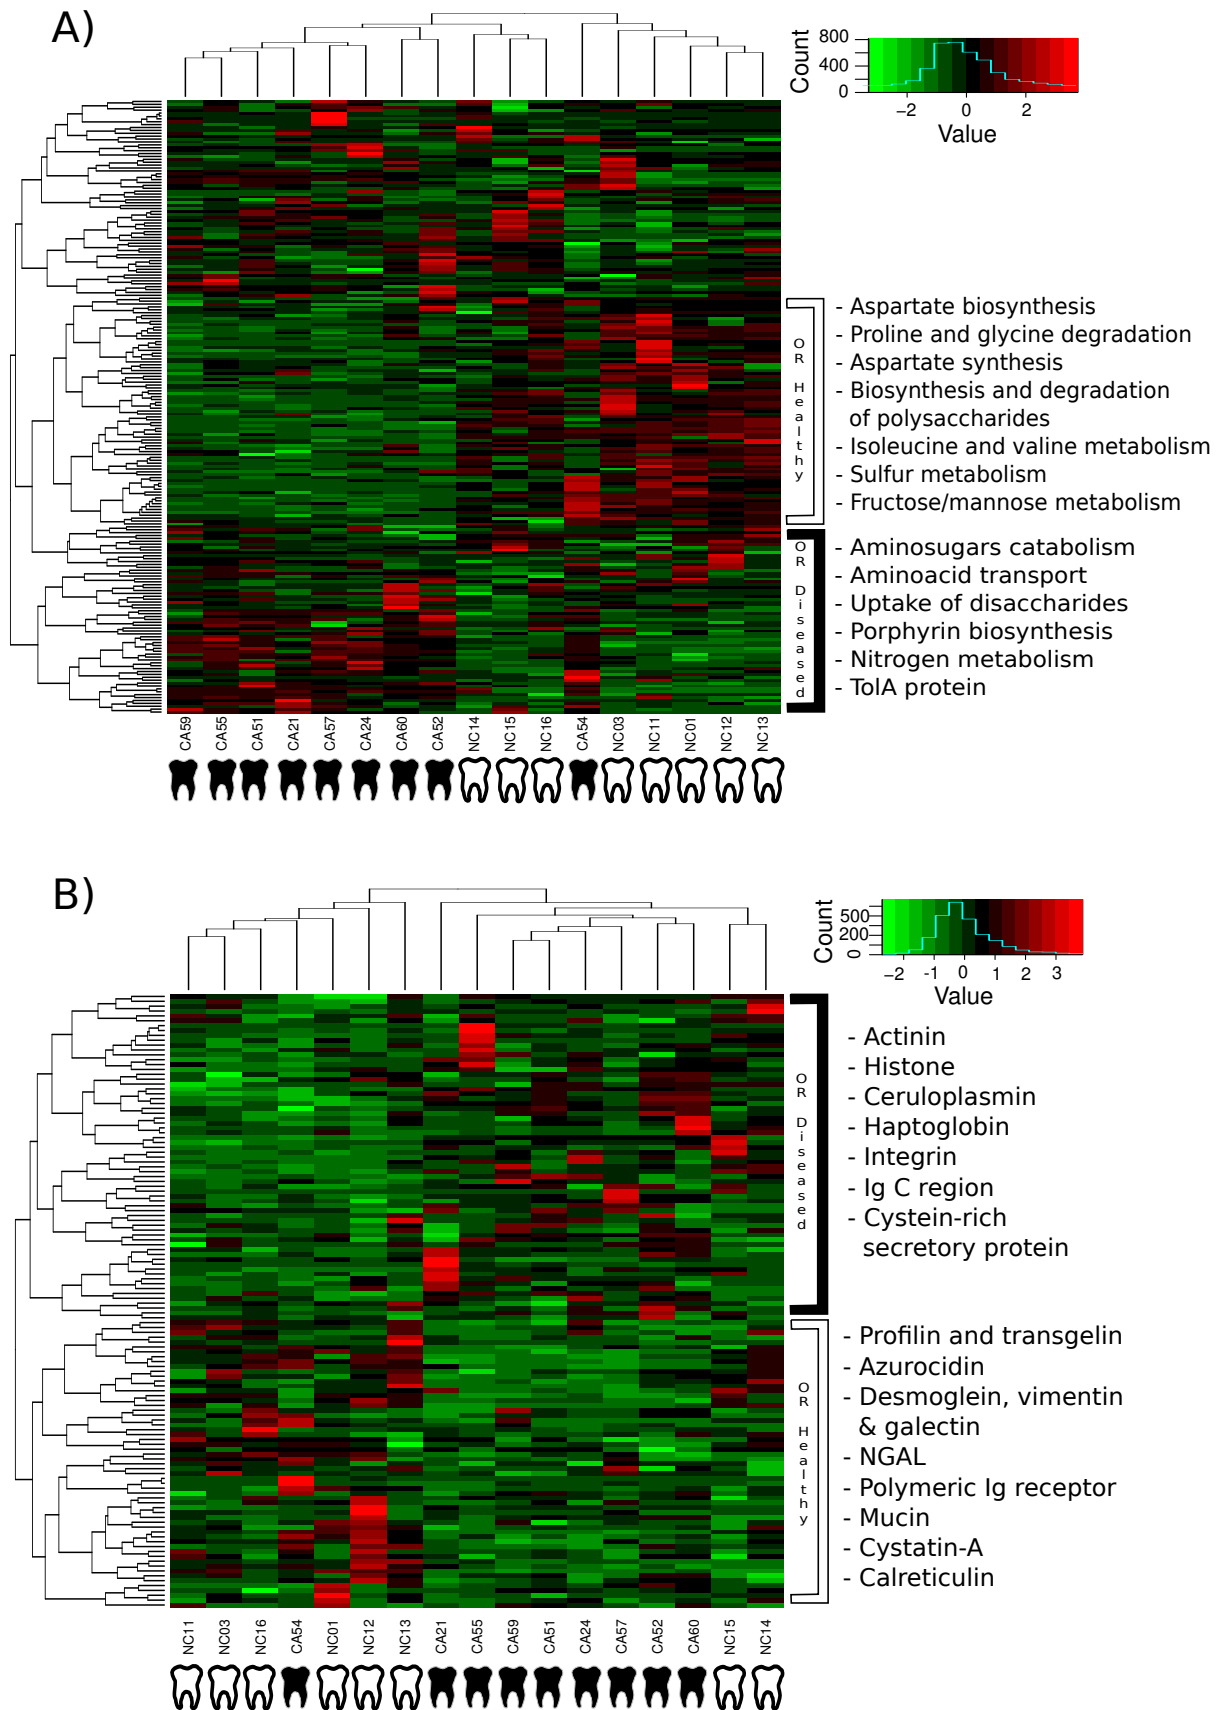 A)
Count
800
400
0
−2
0
2
Value
OR Healthy
- Aspartate biosynthesis
- Proline and glycine degradation
- Aspartate synthesis
- Biosynthesis and degradation
of polysaccharides
- Isoleucine and valine metabolism
- Sulfur metabolism
- Fructose/mannose metabolism
OR Diseased
- Aminosugars catabolism
- Aminoacid transport
- Uptake of disaccharides
- Porphyrin biosynthesis
- Nitrogen metabolism
- TolA protein
CA59 CA55 CA51 CA21 CA57 CA24 CA60 CA52 NC14 NC15 NC16 CA54 NC03 NC11 NC01 NC12 NC13
B)
Count
500
200
0
−2 -1 0 1 2 3
Value
OR Diseased
- Actinin
- Histone
- Ceruloplasmin
- Haptoglobin
- Integrin
- Ig C region
- Cystein-rich
secretory protein
OR Healthy
- Profilin and transgelin
- Azurocidin
- Desmoglein, vimentin
& galectin
- NGAL
- Polymeric Ig receptor
- Mucin
- Cystatin-A
- Calreticulin
NC11 NC03 NC16 CA54 NC01 NC12 NC13 CA21 CA55 CA59 CA51 CA24 CA57 CA52 CA60 NC15 NC14